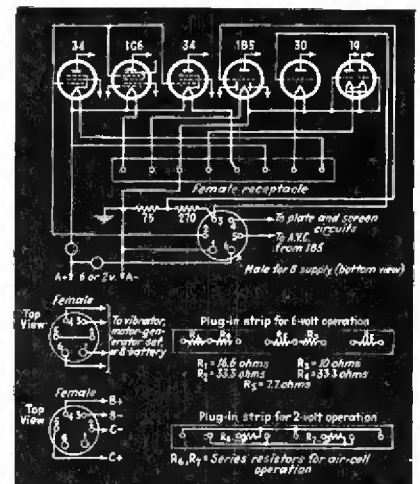 34 1C6 34 1B5 30 19
Female receptacle
75 270
To plate and screen circuits
To A.V.C. from 1B5
Male for B supply (bottom view)
A+ 6 or 2v. A-
Female
Top View
To vibrator, motor-generator det. or B battery
Plug-in strip for 6-volt operation
R1 = 16.6 ohms R3 = 10 ohms
R2 = 33.3 ohms R4 = 33.3 ohms
R5 = 7.7 ohms
Female
Top View
B+
B-
C-
C+
Plug-in strip for 2-volt operation
R6 R7
R6, R7 = Series resistors for air-cell operation